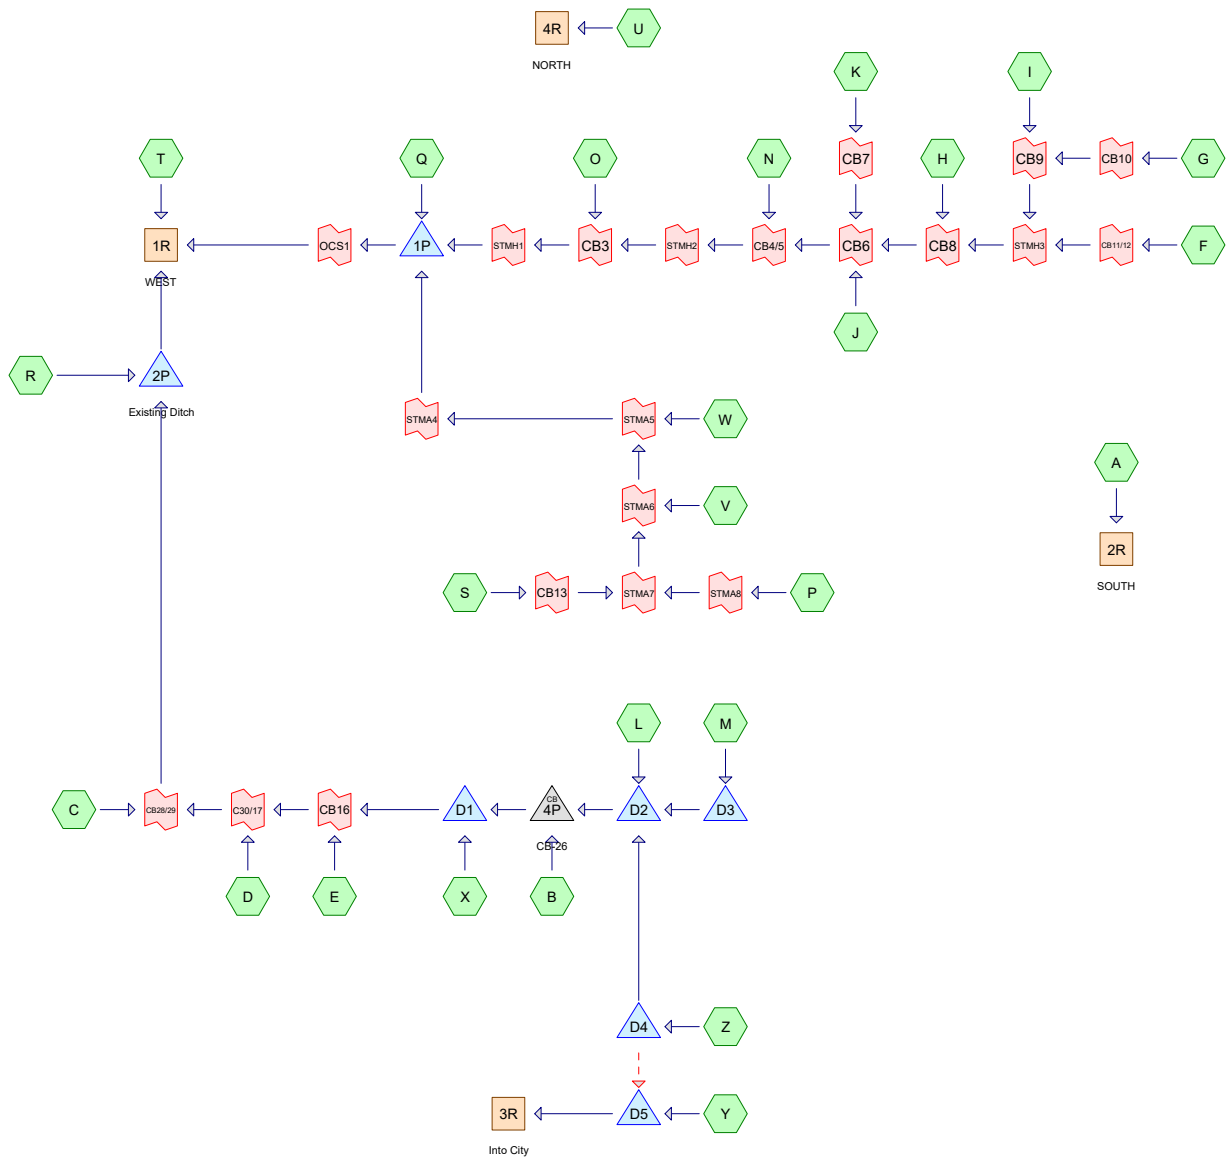 4R
U
NORTH
K
I
T
Q
O
N
CB7
H
CB9
CB10
G
1R
OCS1
1P
STMH1
CB3
STMH2
CB4/5
CB6
CB8
STMH3
CB11/12
F
WEST
J
R
2P
Existing Ditch
STMA4
STMA5
W
A
STMA6
V
2R
SOUTH
S
CB13
STMA7
STMA8
P
L
M
C
CB28/29
C30/17
CB16
D1
CB
4P
D2
D3
CB-26
D
E
X
B
D4
Z
3R
D5
Y
Into City